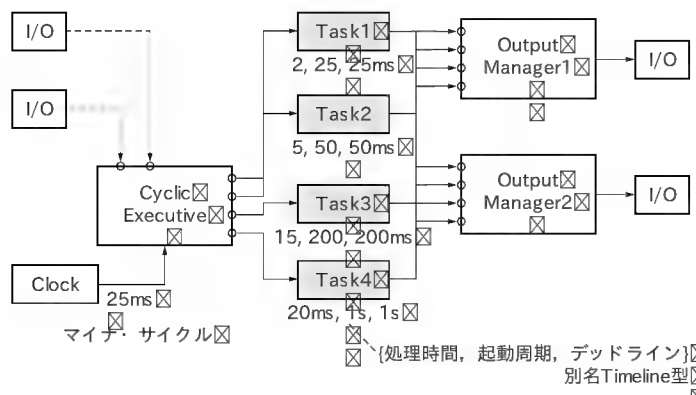 I/O
I/O
Cyclic
Executive
Clock
25ms
マイナ・サイクル
Task1
2, 25, 25ms
Task2
5, 50, 50ms
Task3
15, 200, 200ms
Task4
20ms, 1s, 1s
Output
Manager1
I/O
Output
Manager2
I/O
{処理時間，起動周期，デッドライン}
別名Timeline型